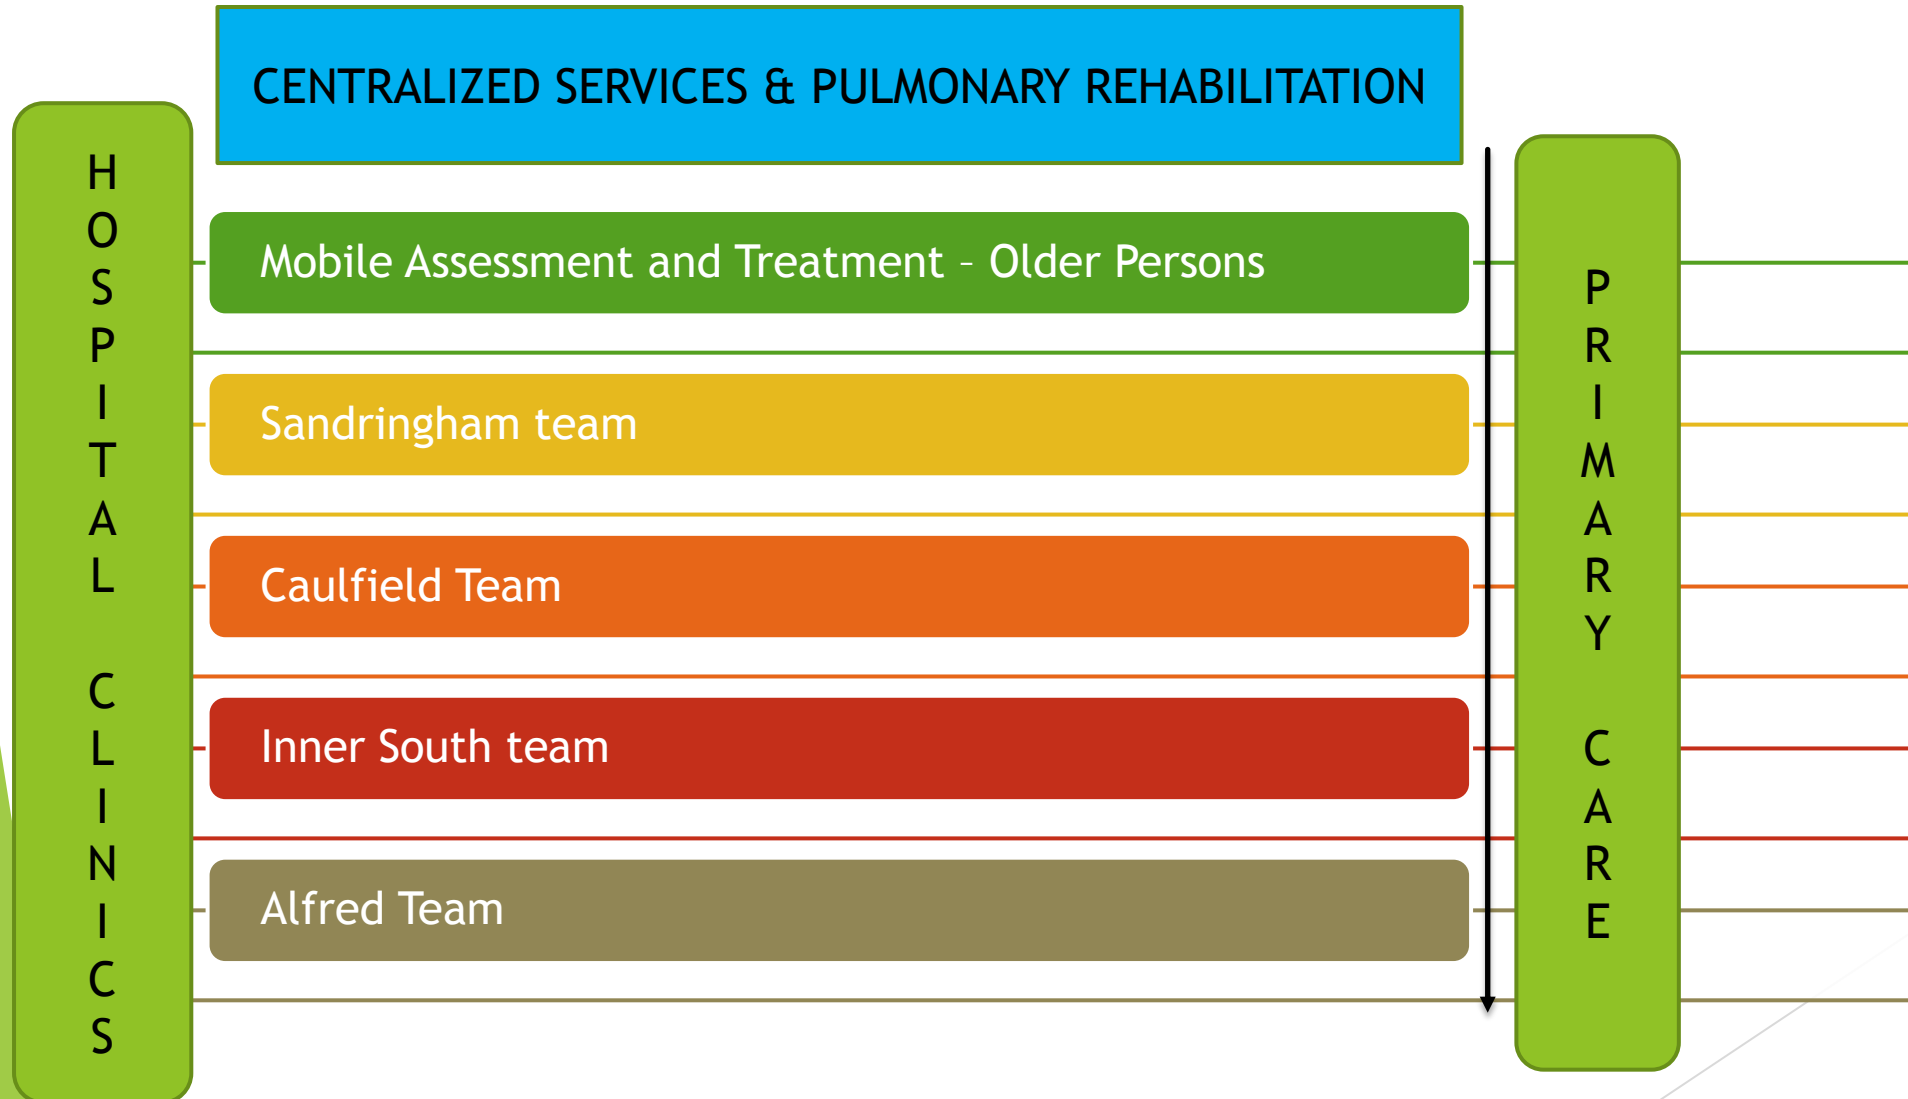 CENTRALIZED SERVICES & PULMONARY REHABILITATION
HOSPITAL CLINICS
Mobile Assessment and Treatment – Older Persons
Sandringham team
Caulfield Team
Inner South team
Alfred Team
PRIMARY CARE